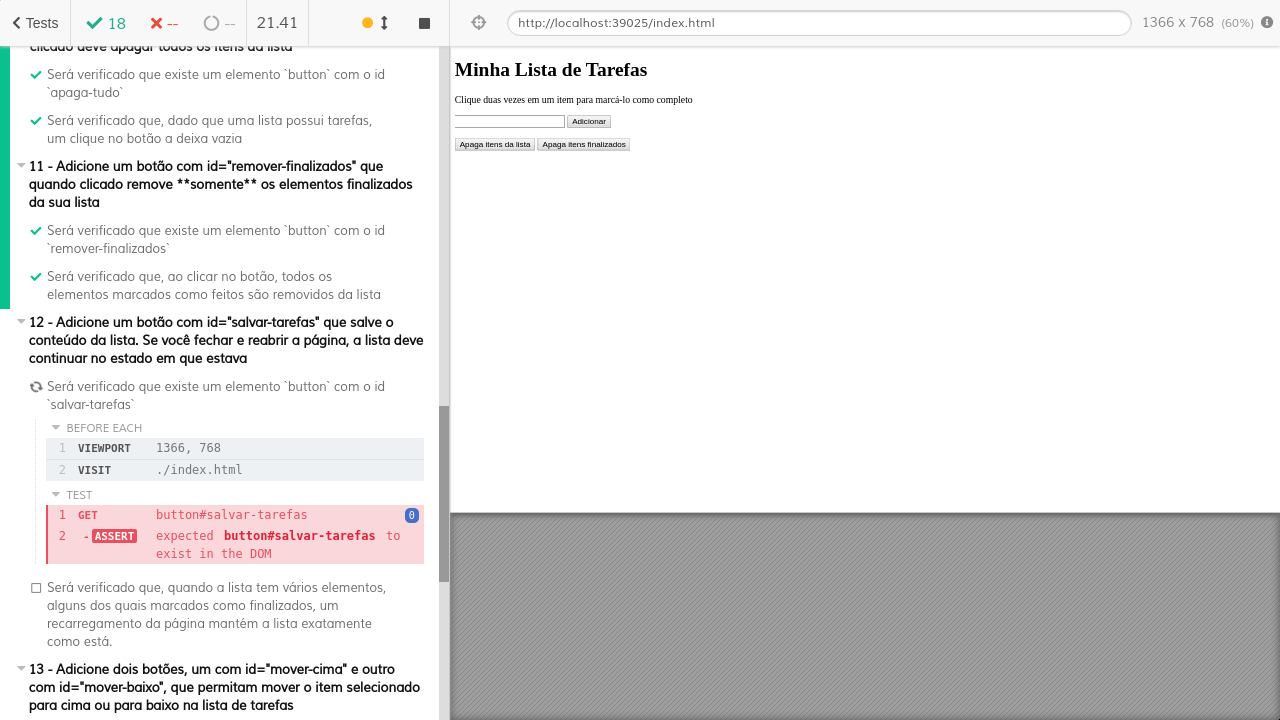 Tests
18
--
--
21.41
http://localhost:39025/index.html
1366 x 768 (60%)
clicado deve apagar todos os itens da lista
Será verificado que existe um elemento `button` com o id
`apaga-tudo`
Será verificado que, dado que uma lista possui tarefas,
um clique no botão a deixa vazia
11 - Adicione um botão com id="remover-finalizados" que
quando clicado remove **somente** os elementos finalizados
da sua lista
Será verificado que existe um elemento `button` com o id
`remover-finalizados`
Será verificado que, ao clicar no botão, todos os
elementos marcados como feitos são removidos da lista
12 - Adicione um botão com id="salvar-tarefas" que salve o
conteúdo da lista. Se você fechar e reabrir a página, a lista deve
continuar no estado em que estava
Será verificado que existe um elemento `button` com o id
`salvar-tarefas`
BEFORE EACH
1 VIEWPORT 1366, 768
2 VISIT ./index.html
TEST
1 GET button#salvar-tarefas 0
2 -ASSERT expected button#salvar-tarefas to
exist in the DOM
Será verificado que, quando a lista tem vários elementos,
alguns dos quais marcados como finalizados, um
recarregamento da página mantém a lista exatamente
como está.
13 - Adicione dois botões, um com id="mover-cima" e outro
com id="mover-baixo", que permitam mover o item selecionado
para cima ou para baixo na lista de tarefas
Minha Lista de Tarefas
Clique duas vezes em um item para marcá-lo como completo
Adicionar
Apaga itens da lista Apaga itens finalizados